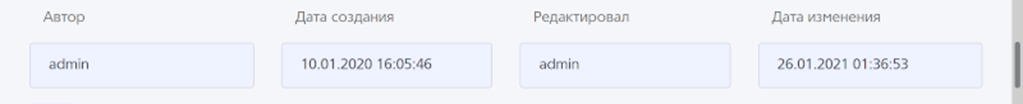 Автор Дата создания Редактировал Дата изменения
admin 10.01.2020 16:05:46 admin 26.01.2021 01:36:53